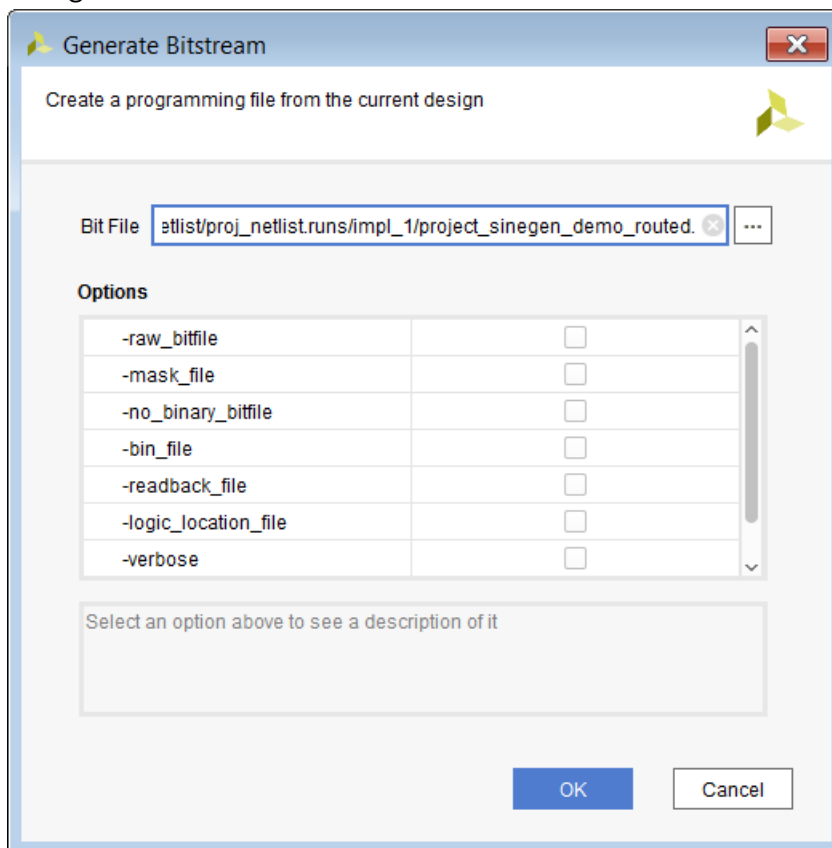 Generate Bitstream
Create a programming file from the current design
Bit File etlist/proj_netlist.runs/impl_1/project_sinegen_demo_routed. ...
Options
-raw_bitfile
-mask_file
-no_binary_bitfile
-bin_file
-readback_file
-logic_location_file
-verbose
Select an option above to see a description of it
OK Cancel